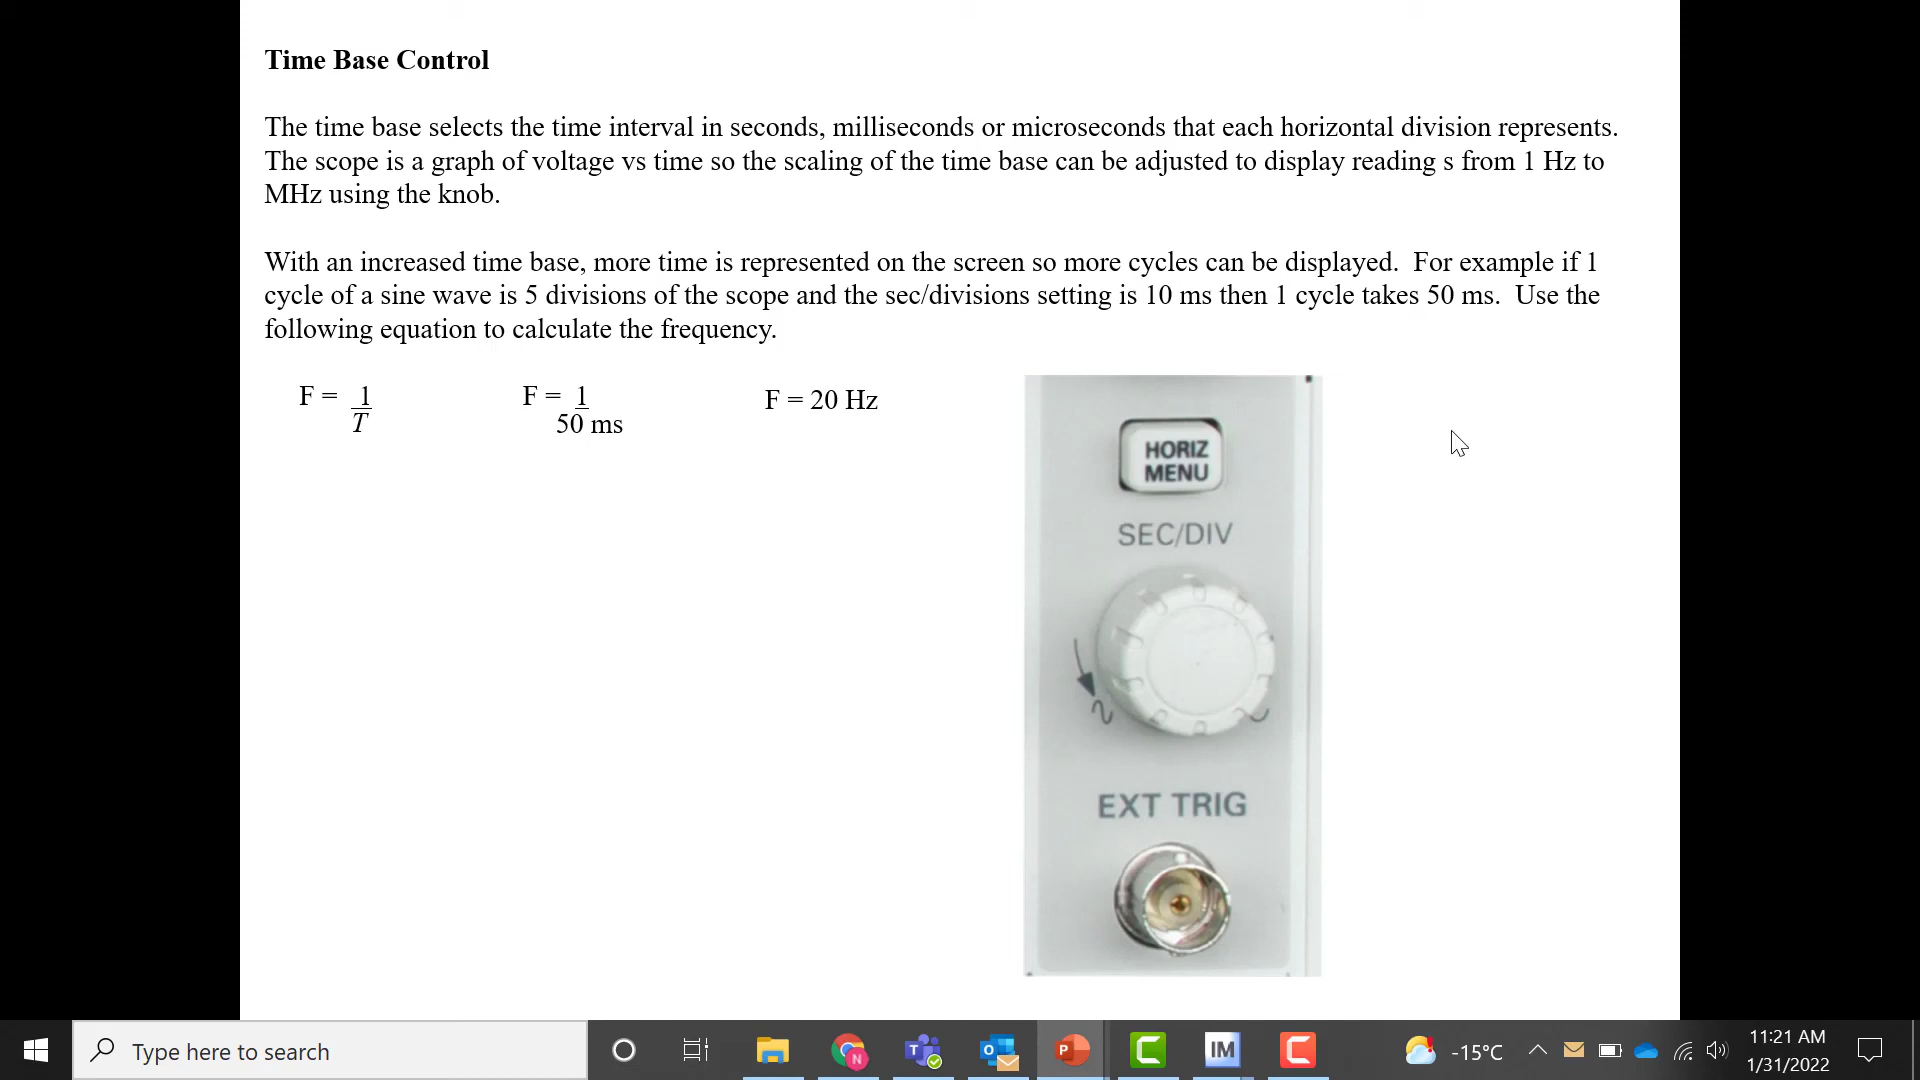 Time Base Control
The time base selects the time interval in seconds, milliseconds or microseconds that each horizontal division represents.
The scope is a graph of voltage vs time so the scaling of the time base can be adjusted to display reading s from 1 Hz to
MHz using the knob.
With an increased time base, more time is represented on the screen so more cycles can be displayed.  For example if 1
cycle of a sine wave is 5 divisions of the scope and the sec/divisions setting is 10 ms then 1 cycle takes 50 ms.  Use the
following equation to calculate the frequency.
F = 1
T
F = 1
50 ms
F = 20 Hz
HORIZ
MENU
SEC/DIV
EXT TRIG
Type here to search
N
T
O
P
IM
-15°C
11:21 AM
1/31/2022